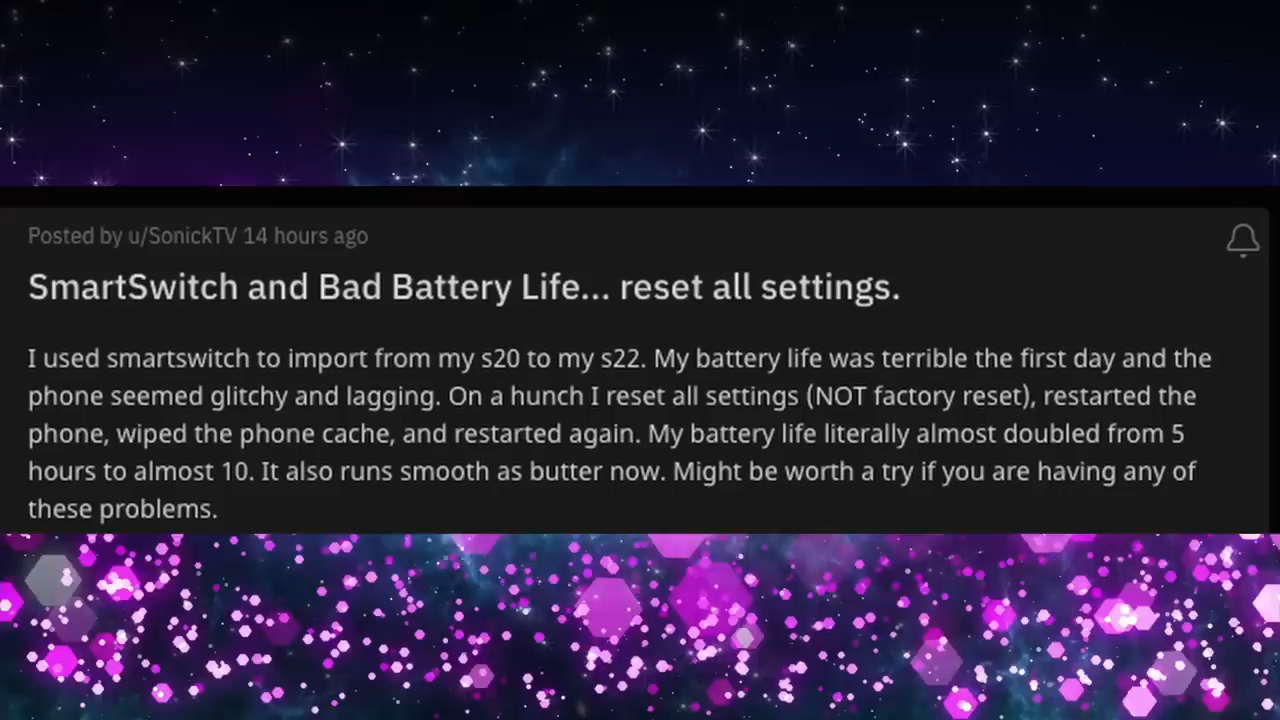 Posted by u/SonickTV 14 hours ago
SmartSwitch and Bad Battery Life... reset all settings.
I used smartswitch to import from my s20 to my s22. My battery life was terrible the first day and the
phone seemed glitchy and lagging. On a hunch I reset all settings (NOT factory reset), restarted the
phone, wiped the phone cache, and restarted again. My battery life literally almost doubled from 5
hours to almost 10. It also runs smooth as butter now. Might be worth a try if you are having any of
these problems.